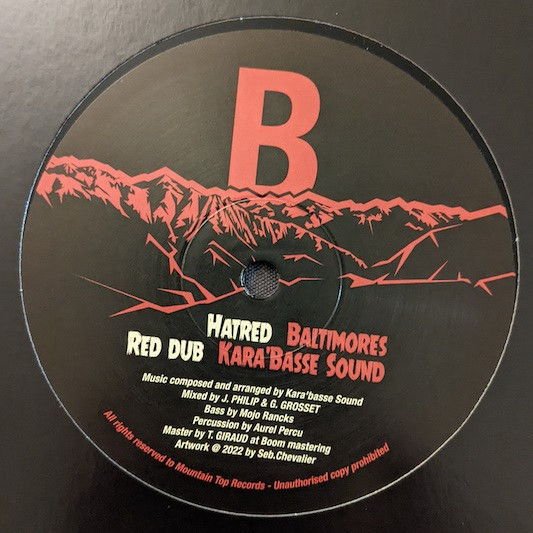 B
HATRED BALTIMORES
RED DUB KARA'BASSE SOUND
Music composed and arranged by Kara'basse Sound
Mixed by J. PHILIP & G. GROSSET
Bass by Mojo Rancks
Percussion by Aurel Percu
Master by T. GIRAUD at Boom mastering
Artwork @ 2022 by Seb.Chevalier
All rights reserved to Mountain Top Records - Unauthorised copy prohibited